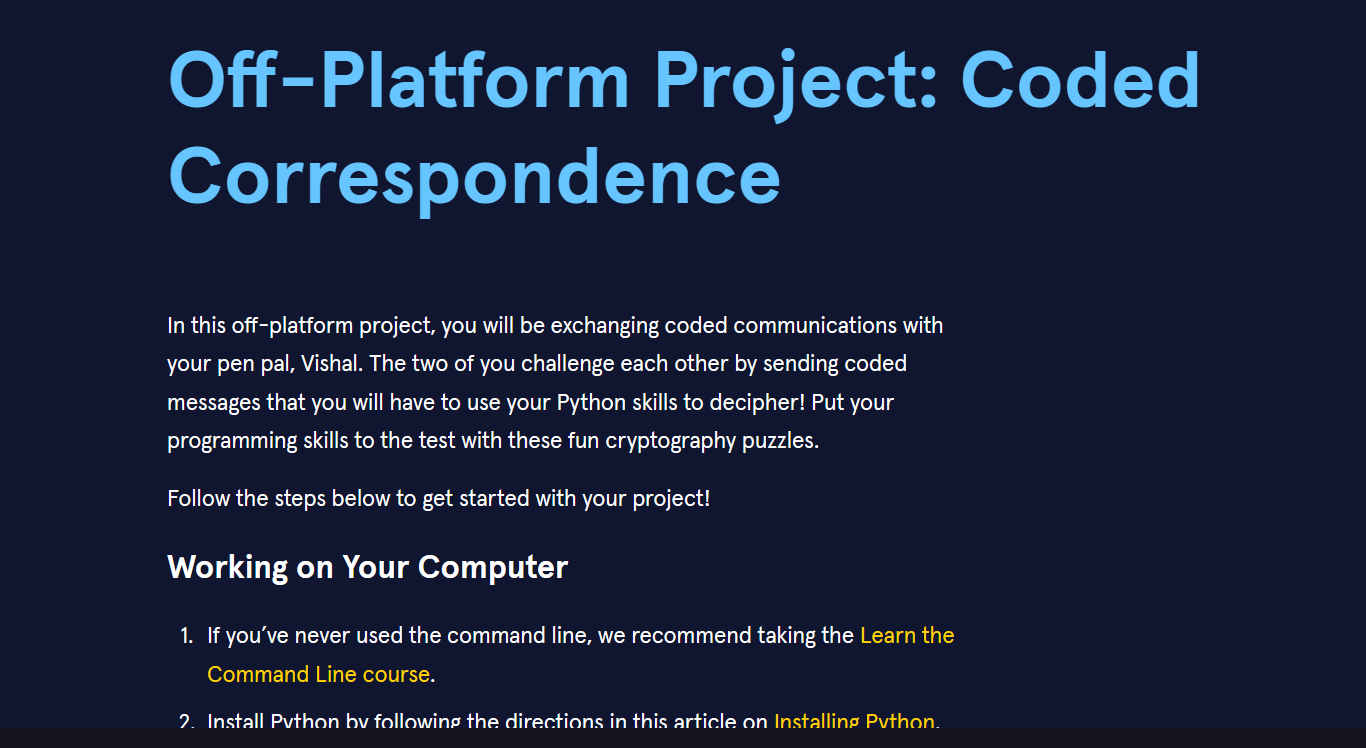 Off-Platform Project: Coded
Correspondence
In this off-platform project, you will be exchanging coded communications with
your pen pal, Vishal. The two of you challenge each other by sending coded
messages that you will have to use your Python skills to decipher! Put your
programming skills to the test with these fun cryptography puzzles.
Follow the steps below to get started with your project!
Working on Your Computer
1. If you’ve never used the command line, we recommend taking the Learn the
Command Line course.
2. Install Python by following the directions in this article on Installing Python.